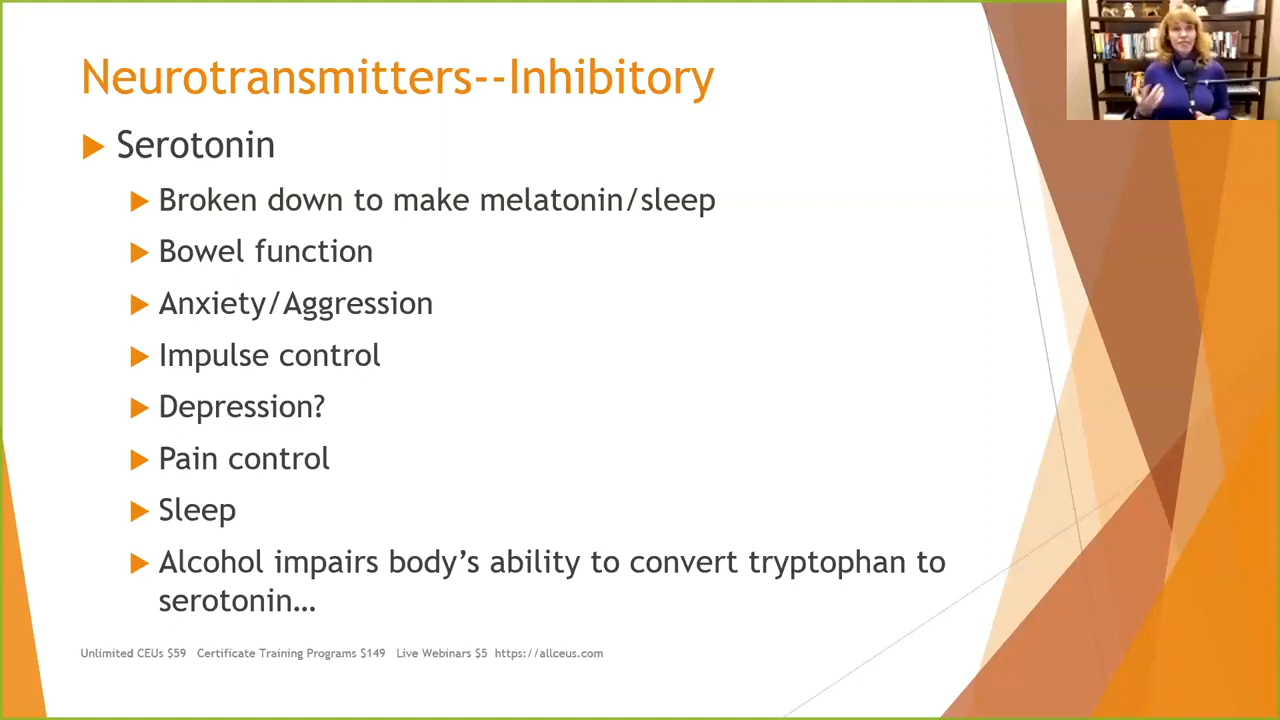 Neurotransmitters--Inhibitory
Serotonin
Broken down to make melatonin/sleep
Bowel function
Anxiety/Aggression
Impulse control
Depression?
Pain control
Sleep
Alcohol impairs body’s ability to convert tryptophan to
serotonin…
Unlimited CEUs $59 Certificate Training Programs $149 Live Webinars $5 https://allceus.com